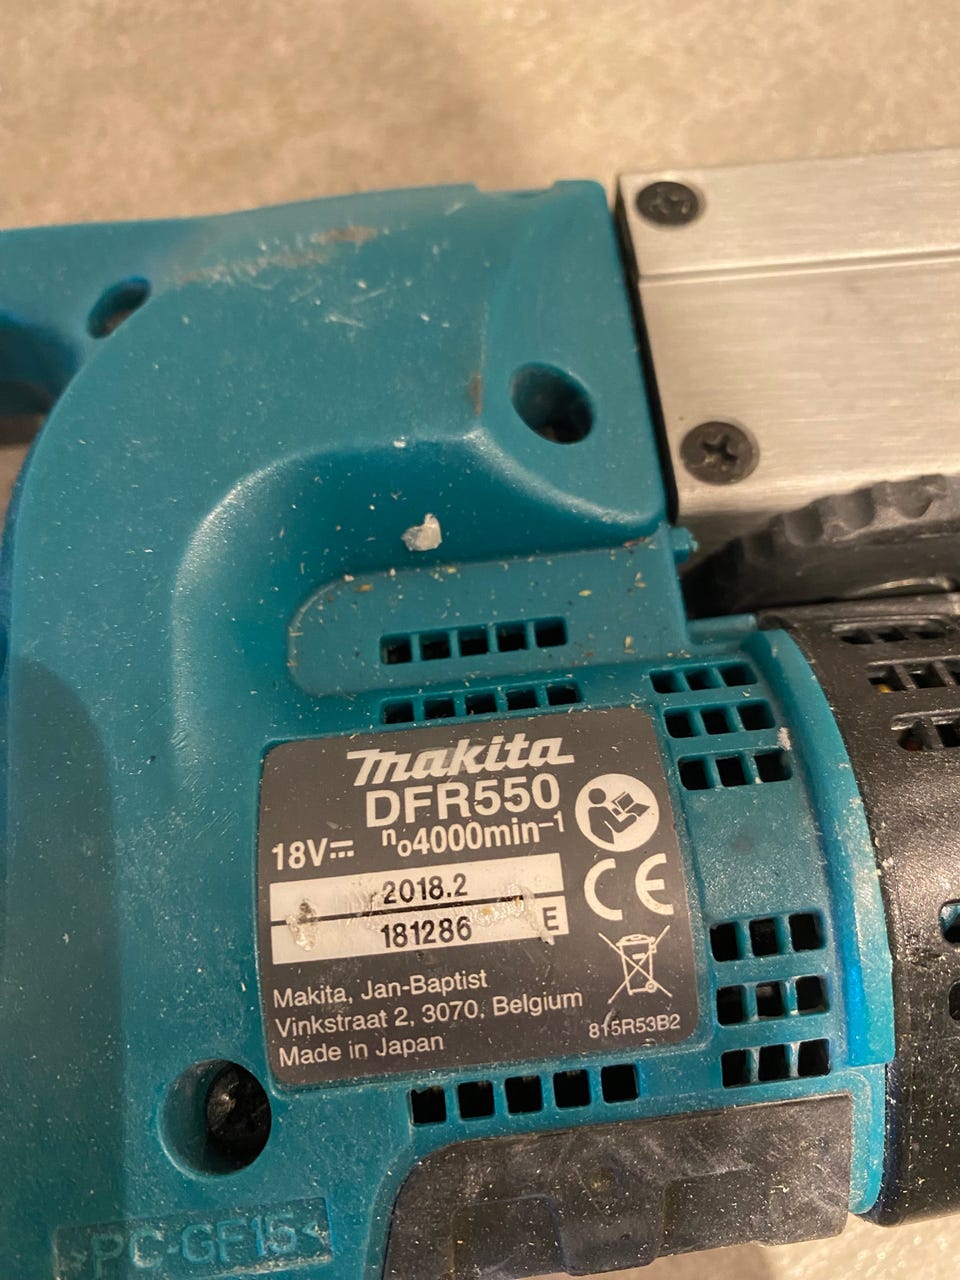 makita
DFR550
18V⎓ n₀4000min⁻¹
2018.2
181286 E
CE
Makita, Jan-Baptist
Vinkstraat 2, 3070, Belgium
Made in Japan
815R53B2
>PC-GF15<